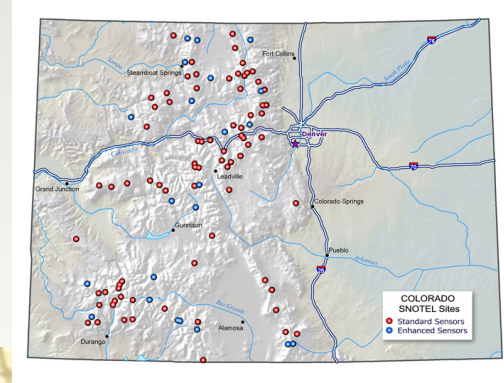 76
Fort Collins
Steamboat Springs
Yampa
South Platte
Denver
Colorado
70
Leadville
Grand Junction
Colorado Springs
Gunnison
Pueblo
Arkansas
25
Rio Grande
Alamosa
Durango
COLORADO
SNOTEL Sites
Standard Sensors
Enhanced Sensors